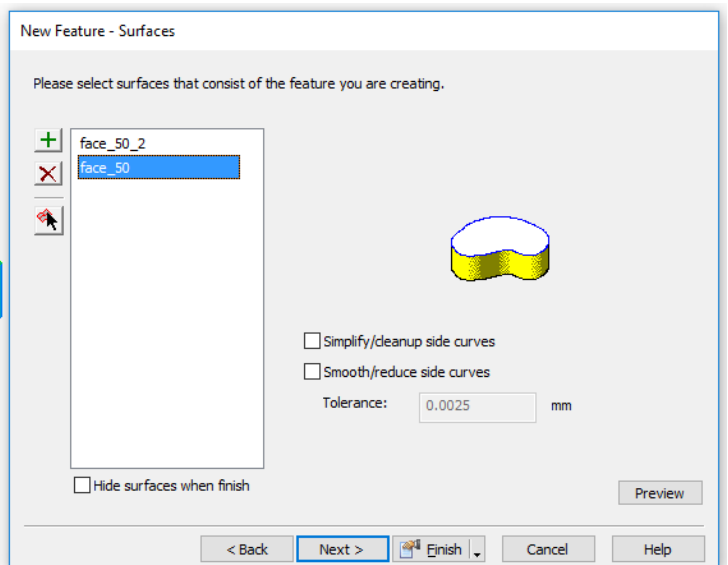 New Feature - Surfaces
Please select surfaces that consist of the feature you are creating.
face_50_2
face_50
Simplify/cleanup side curves
Smooth/reduce side curves
Tolerance: 0.0025 mm
Hide surfaces when finish
Preview
< Back Next > Finish Cancel Help